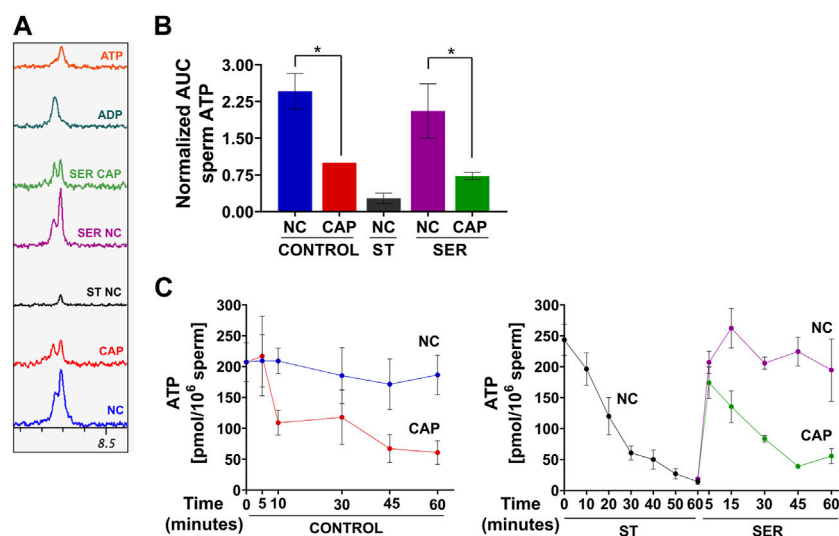 A
ATP
ADP
SER CAP
SER NC
ST NC
CAP
NC
8.5
B
Normalized AUC
sperm ATP
3.00
2.25
1.50
0.75
0.00
*
*
NC CAP NC NC CAP
CONTROL ST SER
C
ATP
[pmol/10⁶ sperm]
300
250
200
150
100
50
0
NC
CAP
Time
(minutes)
0 5 10 30 45 60
CONTROL
ATP
[pmol/10⁶ sperm]
300
250
200
150
100
50
0
NC
NC
CAP
Time
(minutes)
0 10 20 30 40 50 60 5 15 30 45 60
ST SER